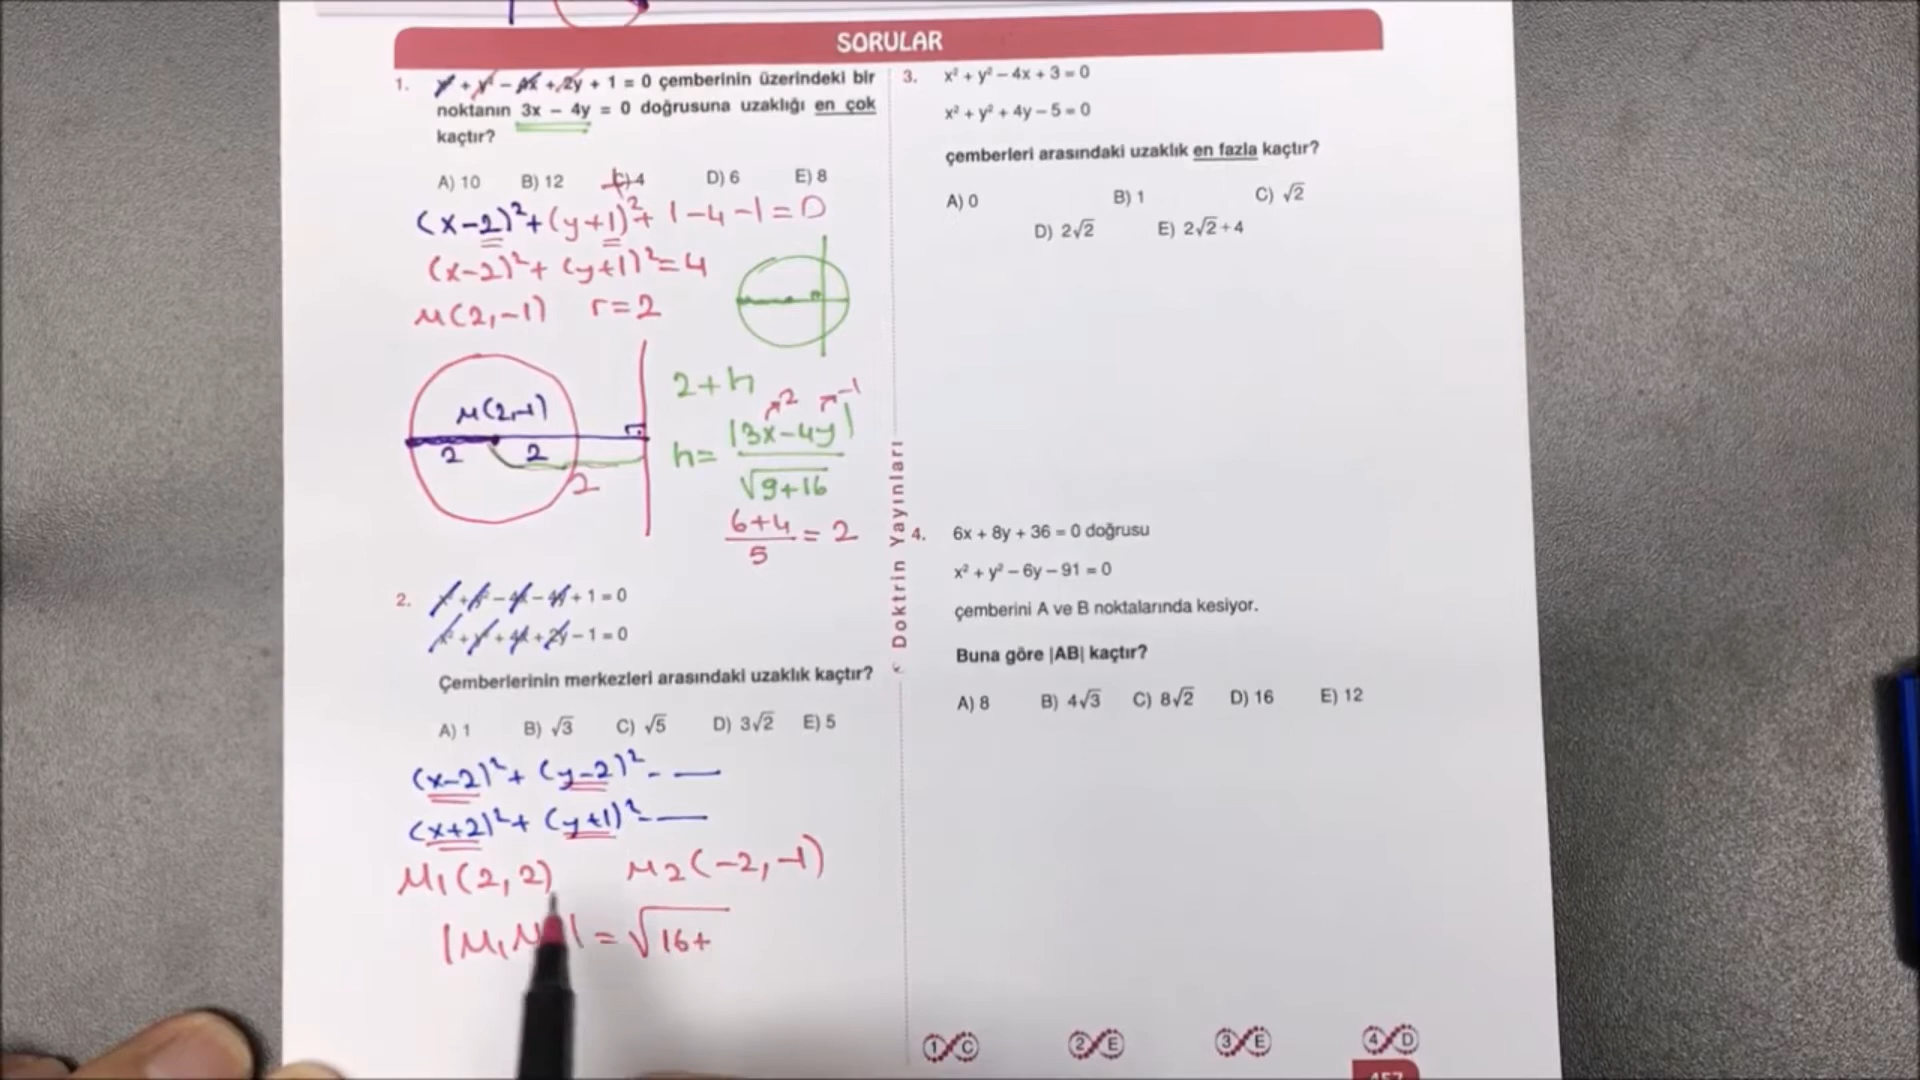 SORULAR
1. x² + y² - 4x + 2y + 1 = 0 çemberinin üzerindeki bir
noktanın 3x - 4y = 0 doğrusuna uzaklığı en çok
kaçtır?
A) 10 B) 12 C) 4 D) 6 E) 8
(x-2)² + (y+1)² + 1 - 4 - 1 = 0
(x-2)² + (y+1)² = 4
M(2,-1) r=2
M(2,-1)
2 2
2
2+h
2 -1
h= |3x-4y|
√9+16
6+4 = 2
5
2. x² + y² - 4x - 4y + 1 = 0
x² + y² + 4x + 2y - 1 = 0
Çemberlerinin merkezleri arasındaki uzaklık kaçtır?
A) 1 B) √3 C) √5 D) 3√2 E) 5
(x-2)² + (y-2)² - —
(x+2)² + (y+1)² - —
M₁(2,2) M₂(-2,-1)
|M₁M | = √16+
Doktrin Yayınları
3. x² + y² - 4x + 3 = 0
x² + y² + 4y - 5 = 0
çemberleri arasındaki uzaklık en fazla kaçtır?
A) 0 B) 1 C) √2
D) 2√2 E) 2√2 + 4
4. 6x + 8y + 36 = 0 doğrusu
x² + y² - 6y - 91 = 0
çemberini A ve B noktalarında kesiyor.
Buna göre |AB| kaçtır?
A) 8 B) 4√3 C) 8√2 D) 16 E) 12
1 C 2 E 3 E 4 D